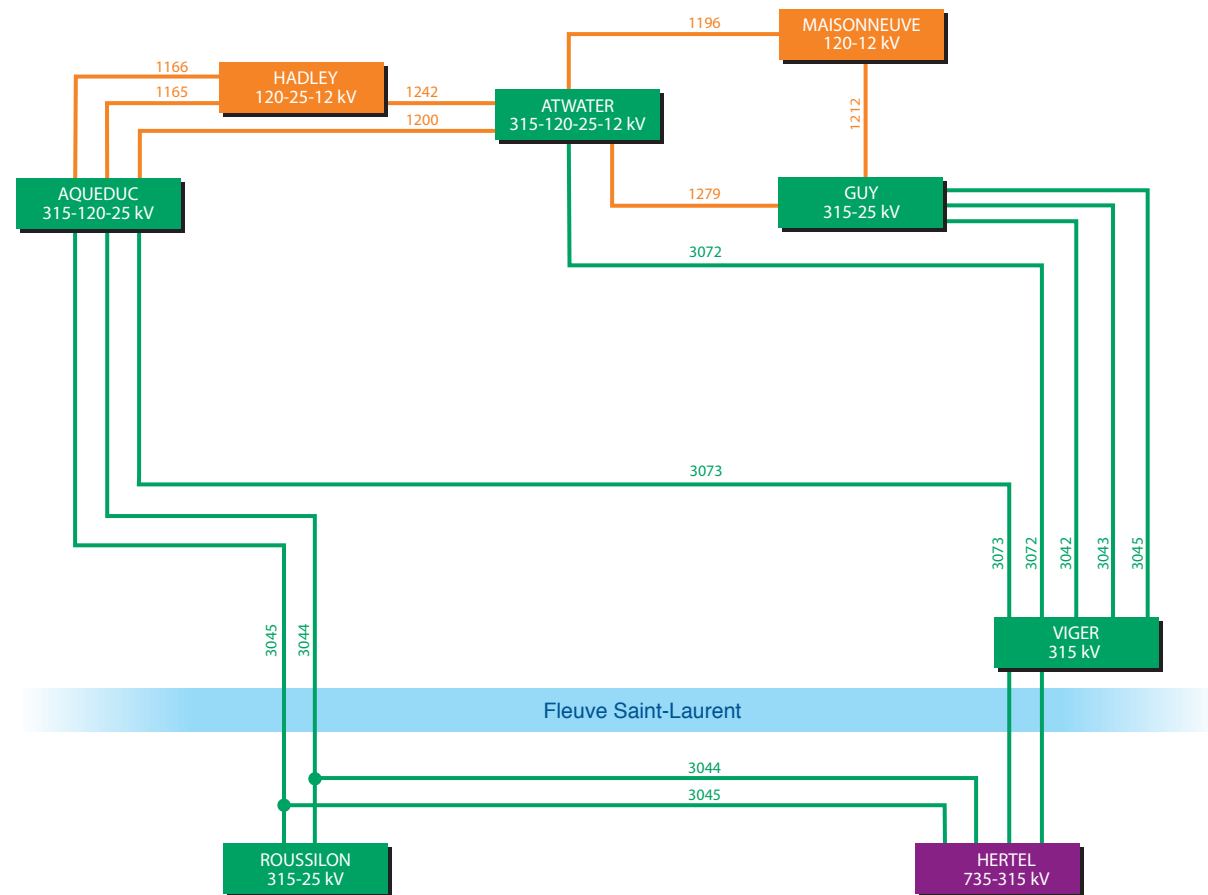 1196
MAISONNEUVE
120-12 kV
1166
HADLEY
120-25-12 kV
1165
1242
ATWATER
315-120-25-12 kV
1200
1212
AQUEDUC
315-120-25 kV
1279
GUY
315-25 kV
3072
3073
3073
3072
3042
3043
3045
3045
3044
VIGER
315 kV
Fleuve Saint-Laurent
3044
3045
ROUSSILON
315-25 kV
HERTEL
735-315 kV